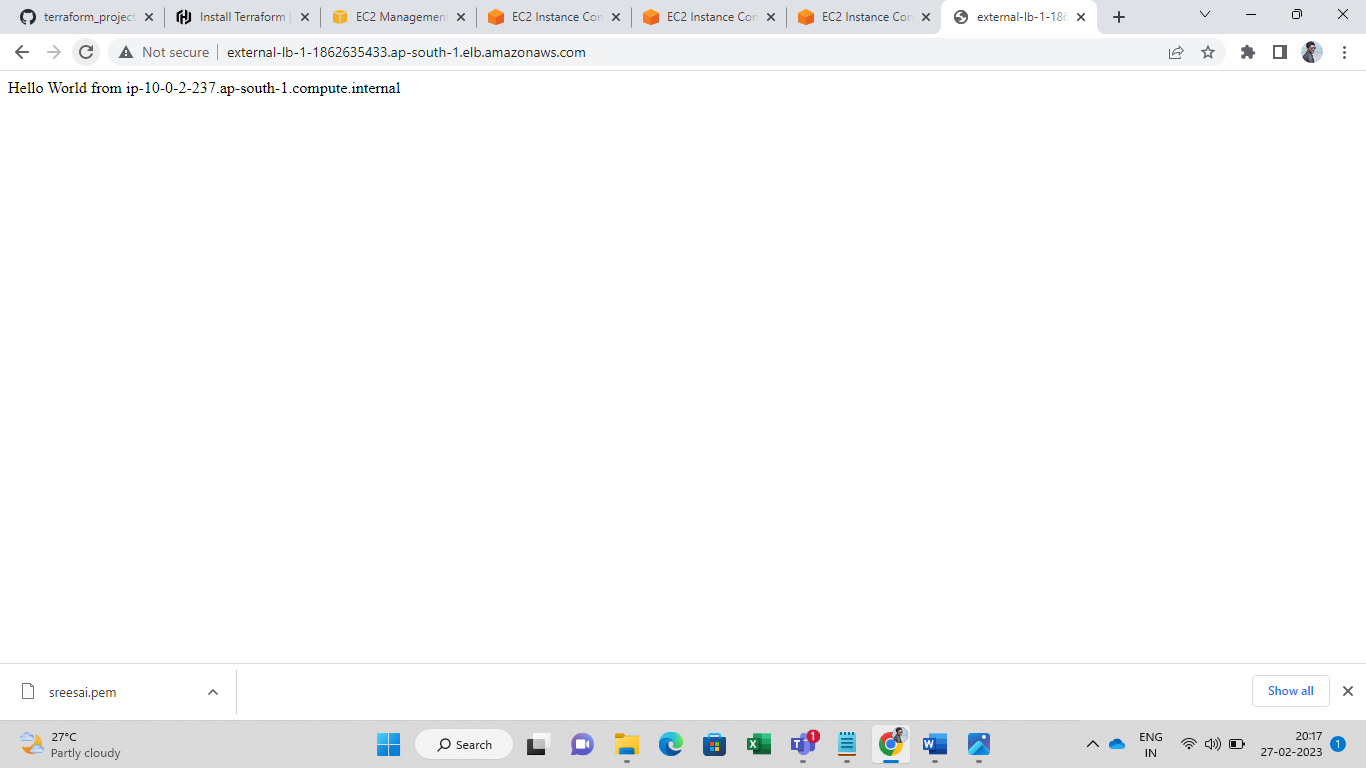 terraform_project
Install Terraform |
EC2 Management
EC2 Instance Con
EC2 Instance Con
EC2 Instance Con
external-lb-1-186
Not secure
external-lb-1-1862635433.ap-south-1.elb.amazonaws.com
Hello World from ip-10-0-2-237.ap-south-1.compute.internal
sreesai.pem
Show all
27°C
Partly cloudy
Search
1
ENG
IN
20:17
27-02-2023
1